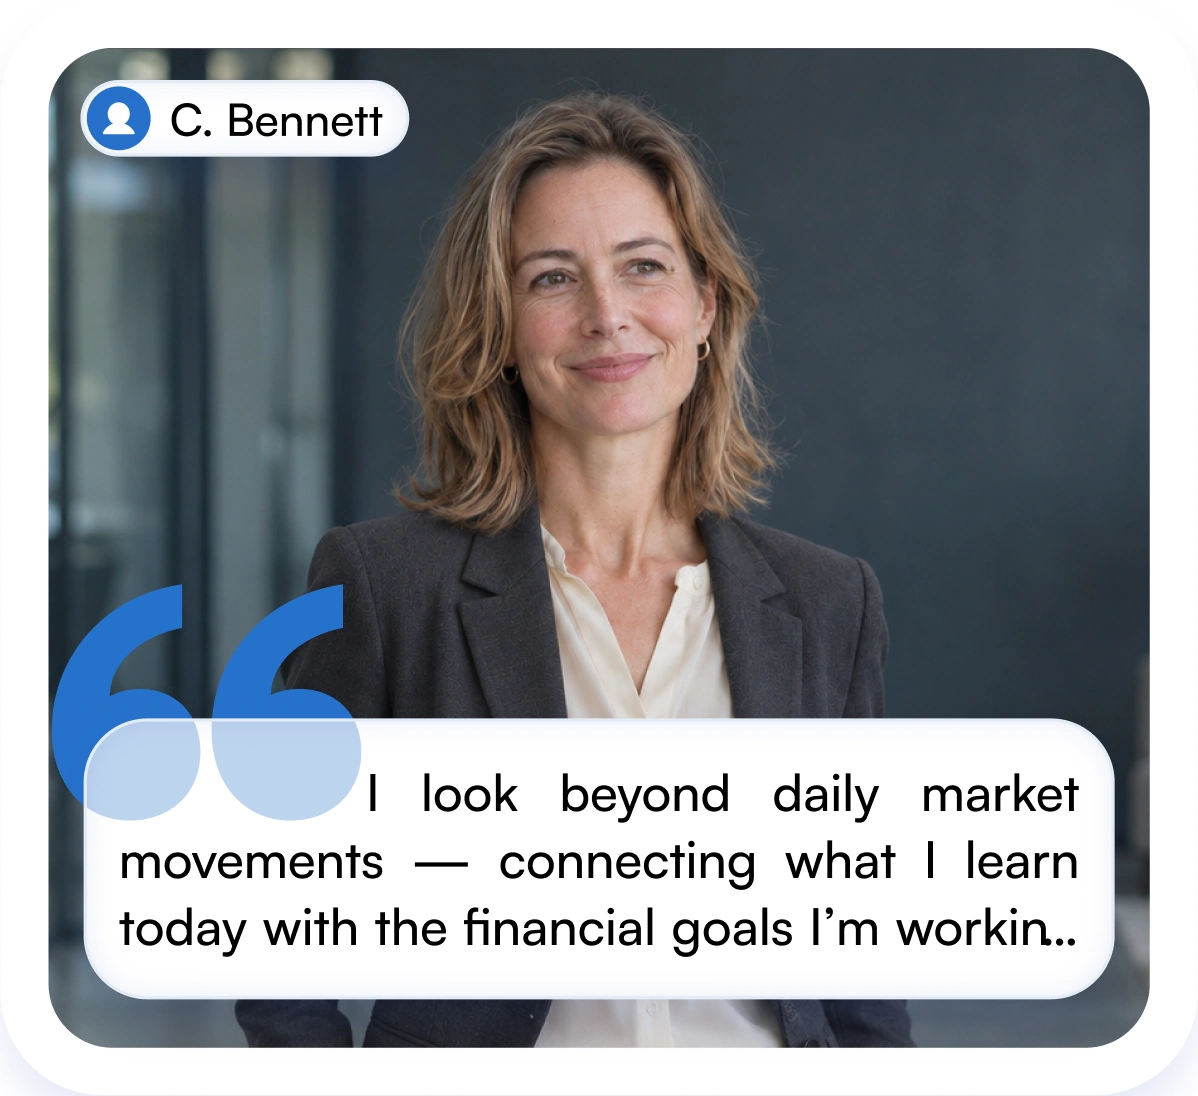 C. Bennett
I look beyond daily market
movements — connecting what I learn
today with the financial goals I’m workin...